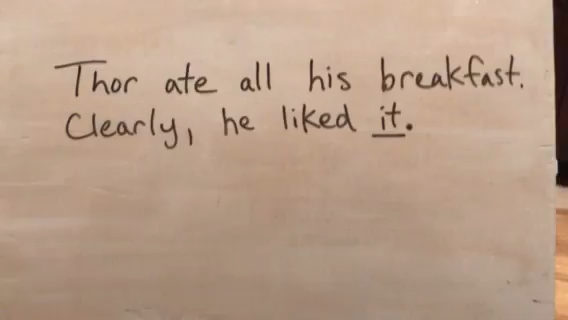 Thor ate all his breakfast.
Clearly, he liked it.